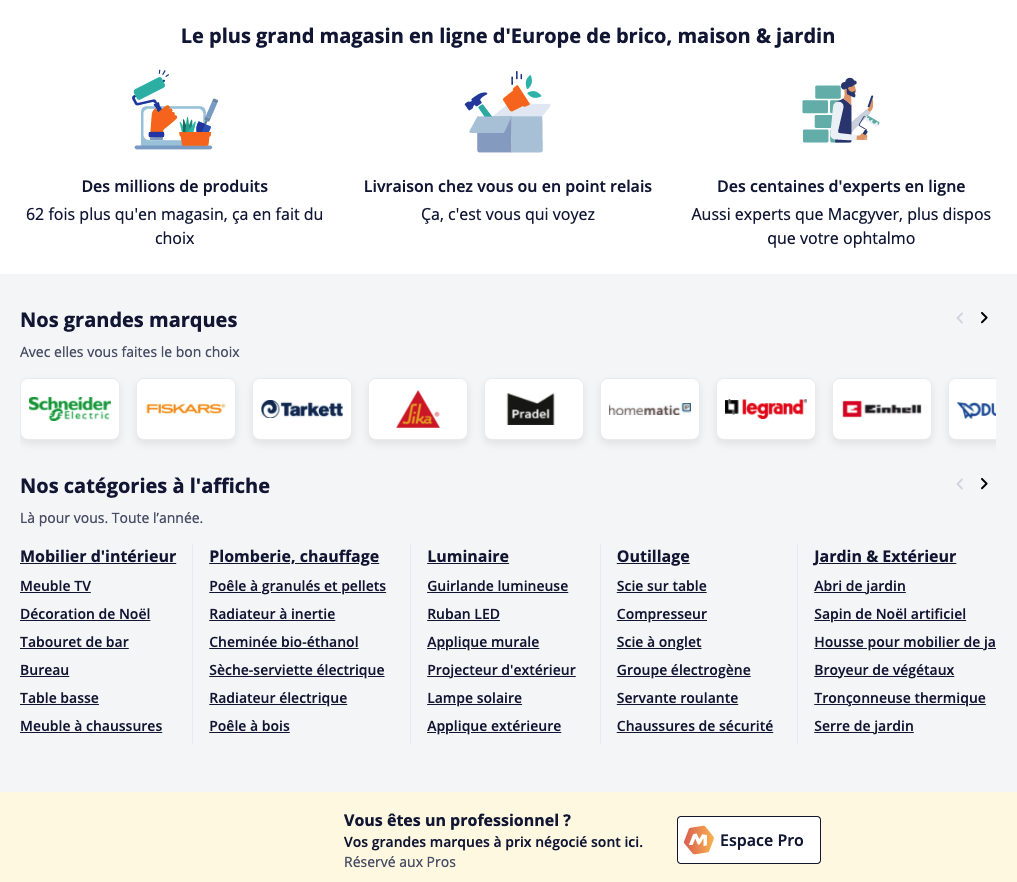 Le plus grand magasin en ligne d'Europe de brico, maison & jardin
Des millions de produits
62 fois plus qu'en magasin, ça en fait du
choix
Livraison chez vous ou en point relais
Ça, c'est vous qui voyez
Des centaines d'experts en ligne
Aussi experts que Macgyver, plus dispos
que votre ophtalmo
Nos grandes marques
Avec elles vous faites le bon choix
Schneider
Electric
FISKARS®
Tarkett
Sika®
Pradel
homematic IP
legrand®
Einhell
Nos catégories à l'affiche
Là pour vous. Toute l’année.
Mobilier d'intérieur
Meuble TV
Décoration de Noël
Tabouret de bar
Bureau
Table basse
Meuble à chaussures
Plomberie, chauffage
Poêle à granulés et pellets
Radiateur à inertie
Cheminée bio-éthanol
Sèche-serviette électrique
Radiateur électrique
Poêle à bois
Luminaire
Guirlande lumineuse
Ruban LED
Applique murale
Projecteur d'extérieur
Lampe solaire
Applique extérieure
Outillage
Scie sur table
Compresseur
Scie à onglet
Groupe électrogène
Servante roulante
Chaussures de sécurité
Jardin & Extérieur
Abri de jardin
Sapin de Noël artificiel
Housse pour mobilier de ja
Broyeur de végétaux
Tronçonneuse thermique
Serre de jardin
Vous êtes un professionnel ?
Vos grandes marques à prix négocié sont ici.
Réservé aux Pros
M Espace Pro